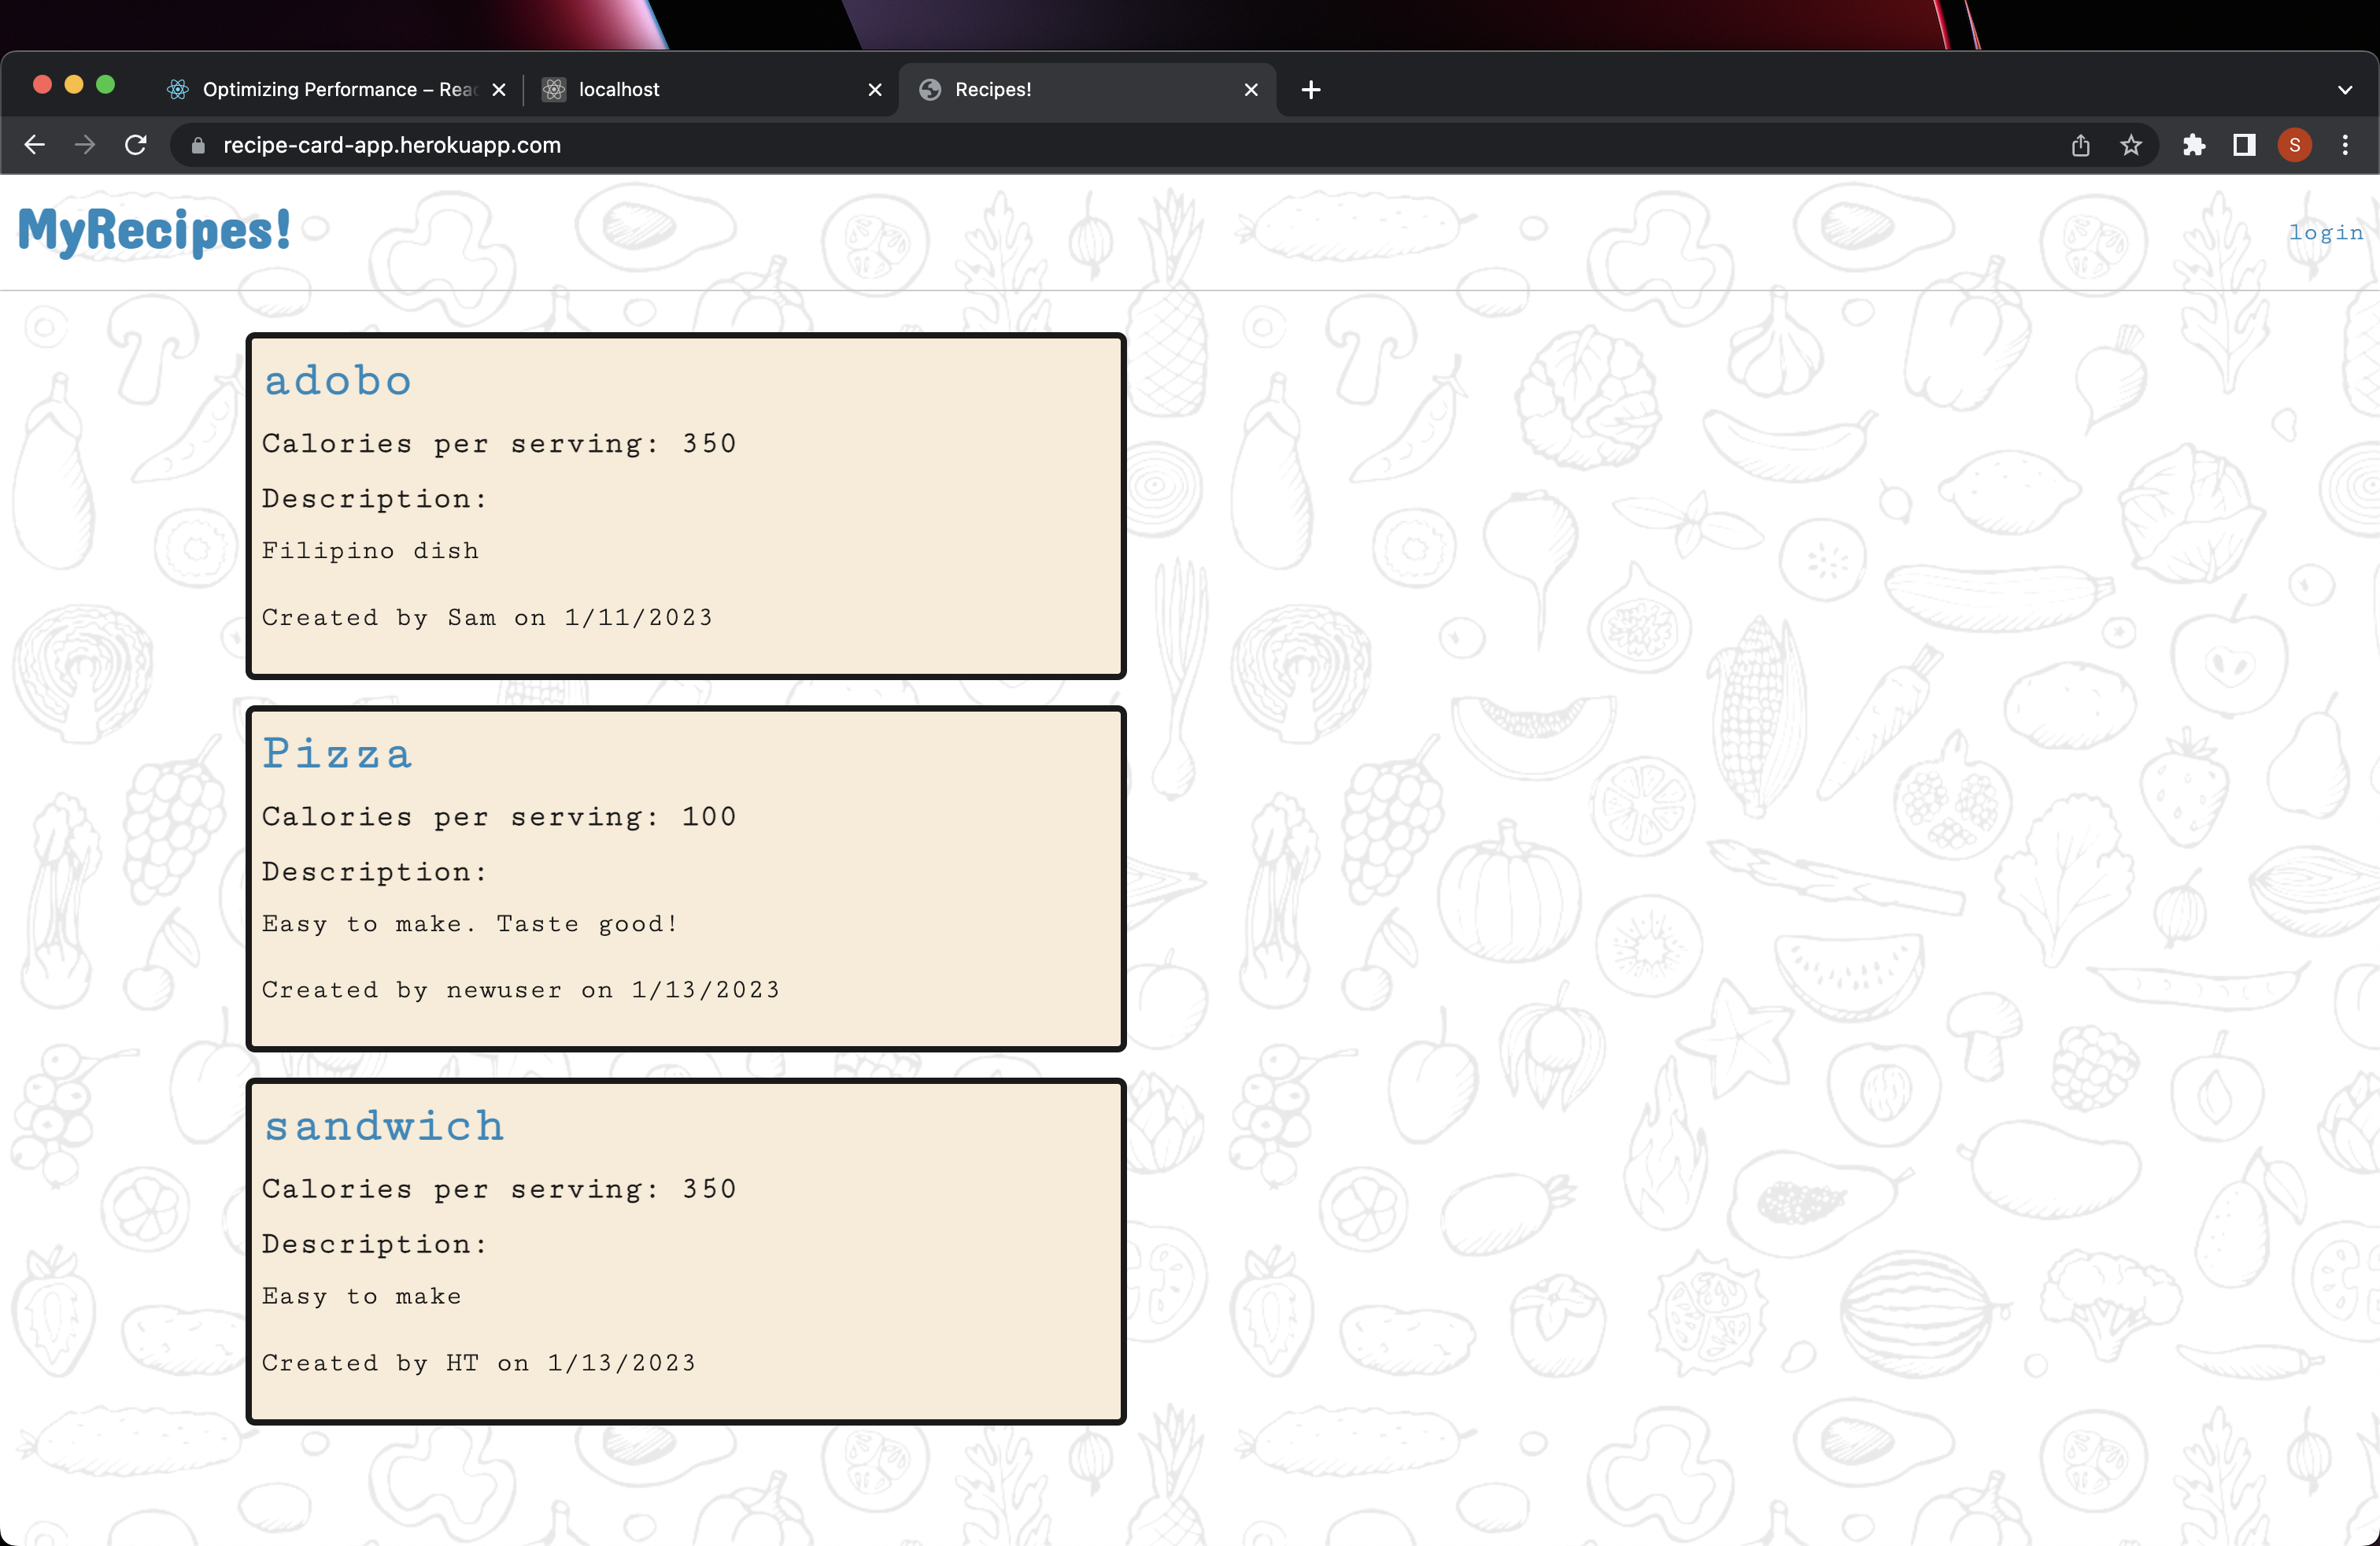 Optimizing Performance – Reac
localhost
Recipes!
recipe-card-app.herokuapp.com
S
MyRecipes!
login
adobo
Calories per serving: 350
Description:
Filipino dish
Created by Sam on 1/11/2023
Pizza
Calories per serving: 100
Description:
Easy to make. Taste good!
Created by newuser on 1/13/2023
sandwich
Calories per serving: 350
Description:
Easy to make
Created by HT on 1/13/2023